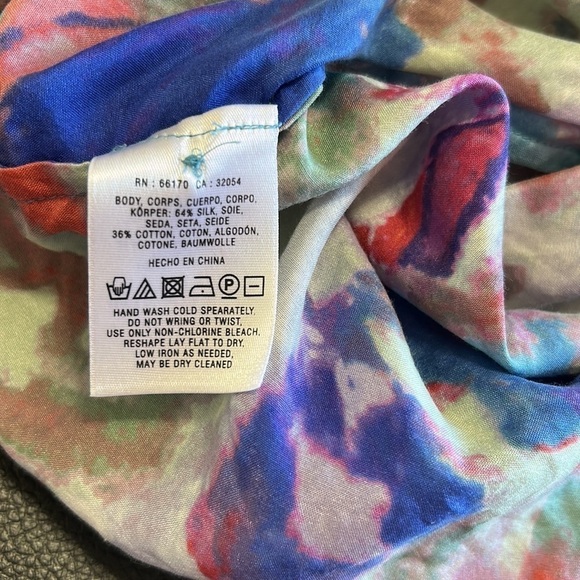 RN : 66170 CA : 32054
BODY, CORPS, CUERPO, CORPO,
KÖRPER: 64% SILK, SOIE,
SEDA, SETA, SEIDE
36% COTTON, COTON, ALGODÓN,
COTONE, BAUMWOLLE
HECHO EN CHINA
P
HAND WASH COLD SPEARATELY.
DO NOT WRING OR TWIST,
USE ONLY NON-CHLORINE BLEACH.
RESHAPE LAY FLAT TO DRY.
LOW IRON AS NEEDED,
MAY BE DRY CLEANED